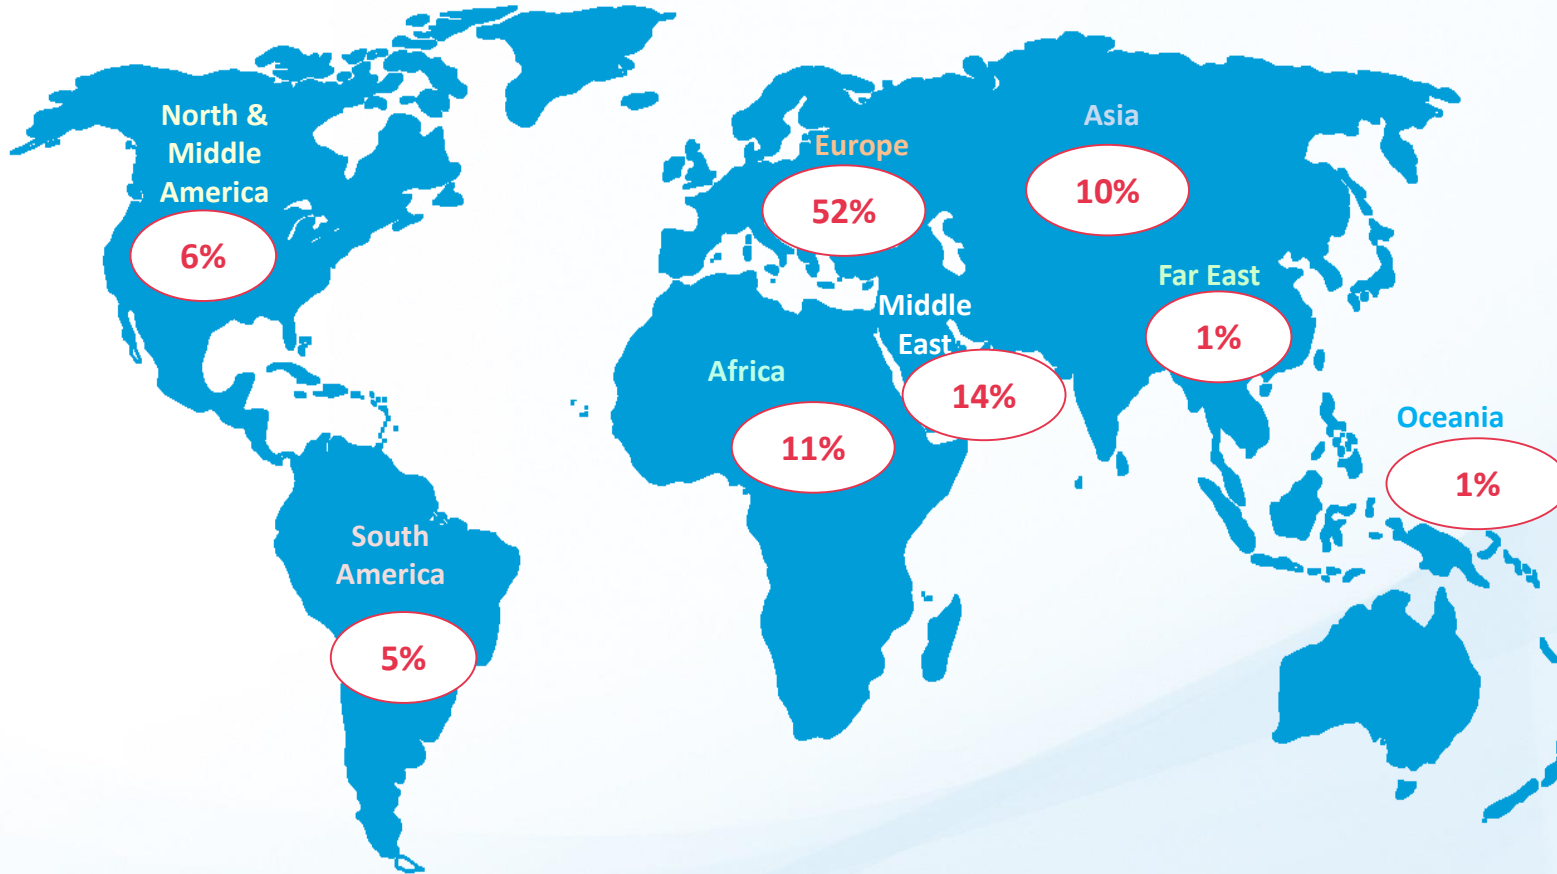 North &
Middle
America
6%
South
America
5%
Europe
52%
Africa
11%
Middle
East
14%
Asia
10%
Far East
1%
Oceania
1%